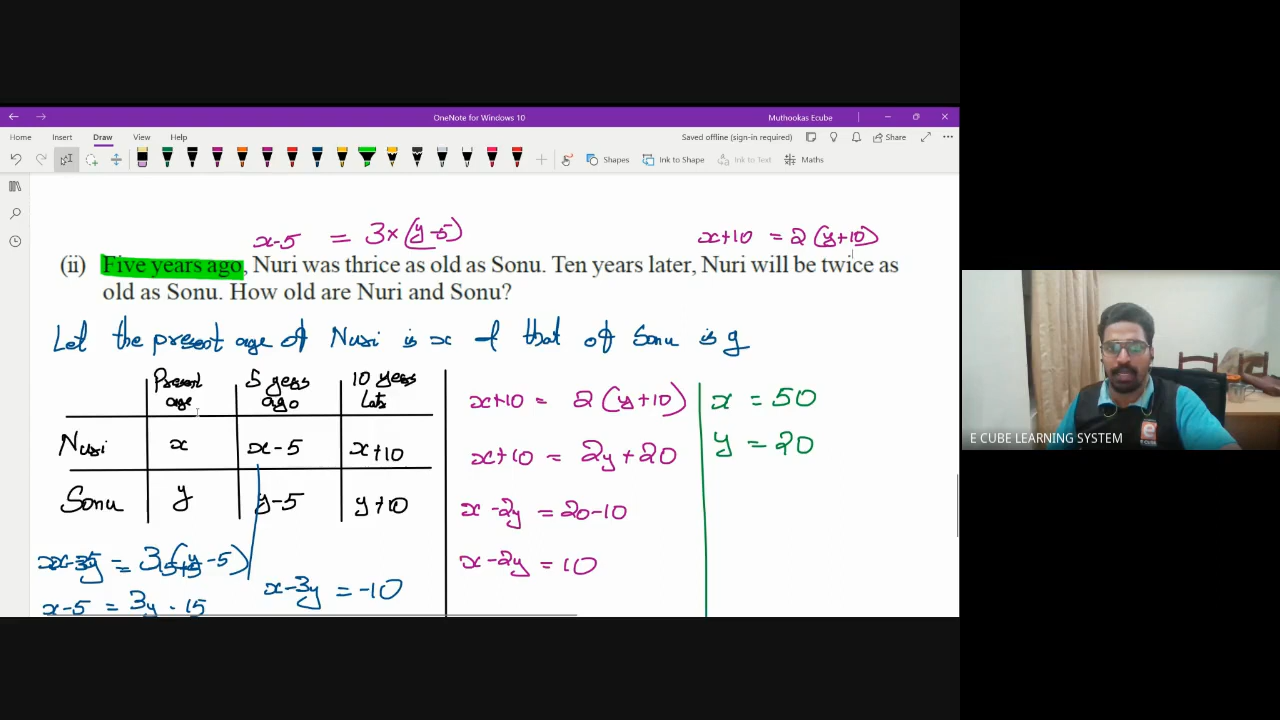 OneNote for Windows 10
Muthookas Ecube
Home Insert Draw View Help
Saved offline (sign-in required)
Share
Shapes
Ink to Shape
Ink to Text
Maths
x-5 = 3×(y-5)
x+10 = 2(y+10)
(ii) Five years ago, Nuri was thrice as old as Sonu. Ten years later, Nuri will be twice as
old as Sonu. How old are Nuri and Sonu?
Let the present age of Nuri is x & that of Sonu is y
Present age
5 years ago
10 years
Nuri x x-5 x+10
Sonu y y-5 y+10
= 3(y-5)
x-5 = 3y-15
x-3y = -10
x+10 = 2(y+10)
x+10 = 2y+20
x-2y = 20-10
x-2y = 10
x = 50
y = 20
E CUBE LEARNING SYSTEM